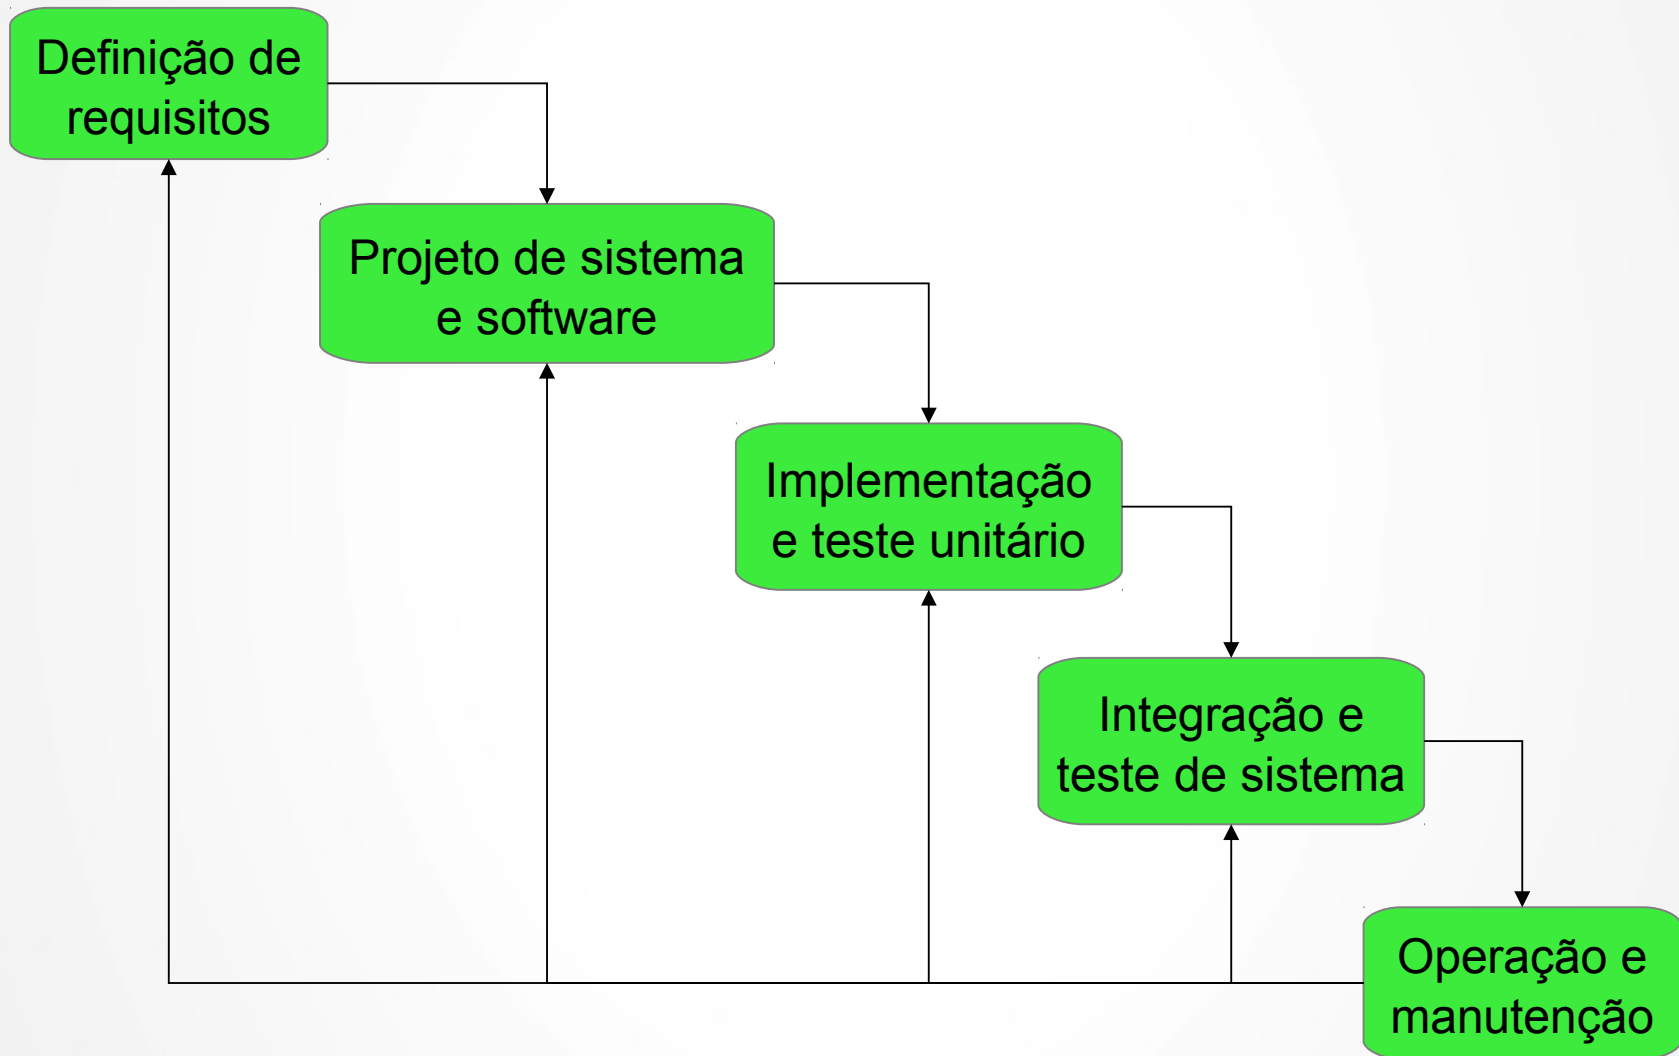 Definição de
requisitos
Projeto de sistema
e software
Implementação
e teste unitário
Integração e
teste de sistema
Operação e
manutenção